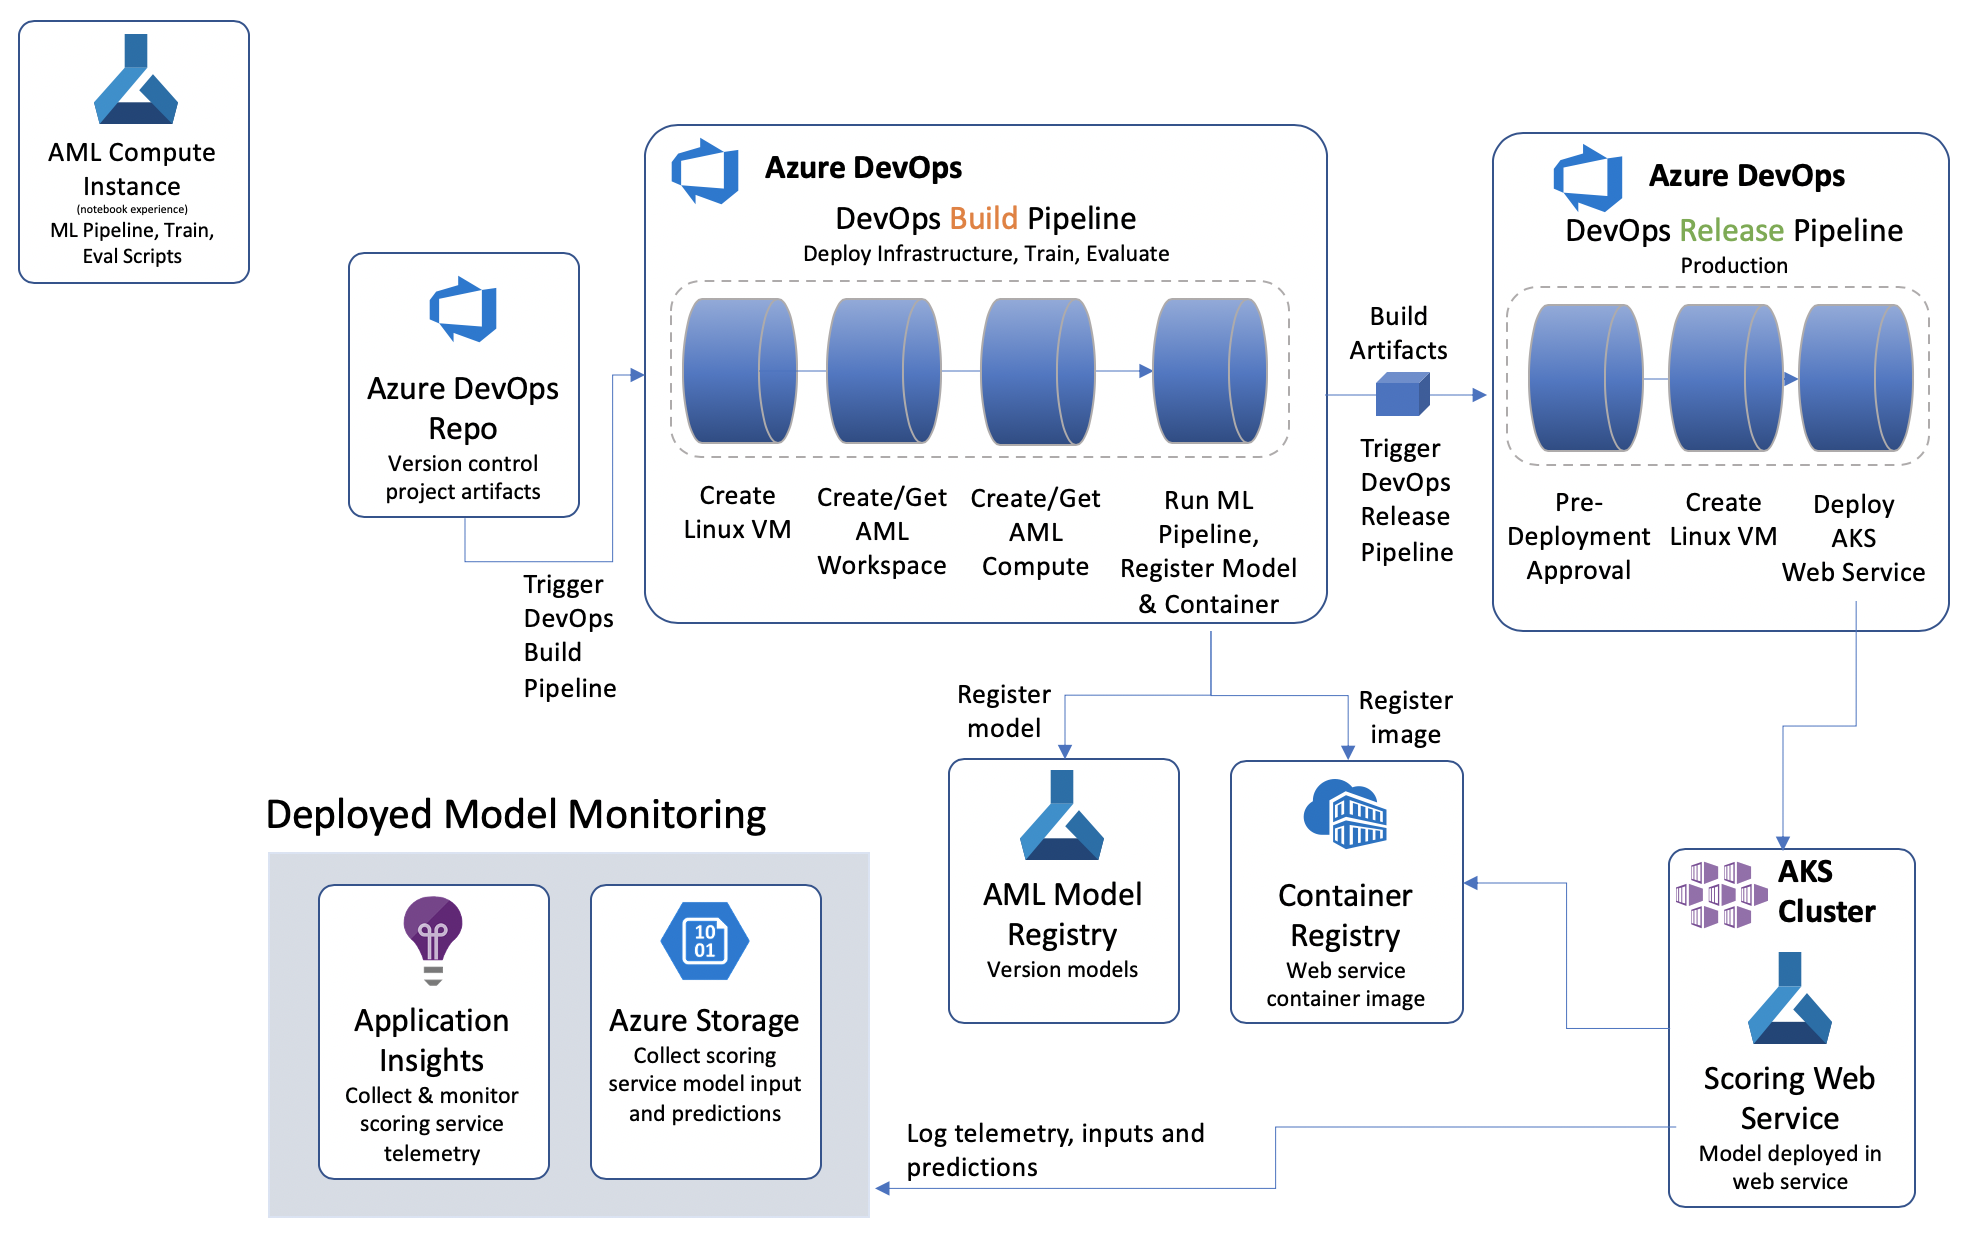 AML Compute
Instance
(notebook experience)
ML Pipeline, Train,
Eval Scripts
Azure DevOps
Repo
Version control
project artifacts
Trigger
DevOps
Build
Pipeline
Azure DevOps
DevOps Build Pipeline
Deploy Infrastructure, Train, Evaluate
Create
Linux VM
Create/Get
AML
Workspace
Create/Get
AML
Compute
Run ML
Pipeline,
Register Model
& Container
Build
Artifacts
Trigger
DevOps
Release
Pipeline
Azure DevOps
DevOps Release Pipeline
Production
Pre-
Deployment
Approval
Create
Linux VM
Deploy
AKS
Web Service
Register
model
Register
image
AML Model
Registry
Version models
Container
Registry
Web service
container image
AKS
Cluster
Scoring Web
Service
Model deployed in
web service
Deployed Model Monitoring
Application
Insights
Collect & monitor
scoring service
telemetry
10
01
Azure Storage
Collect scoring
service model input
and predictions
Log telemetry, inputs and
predictions